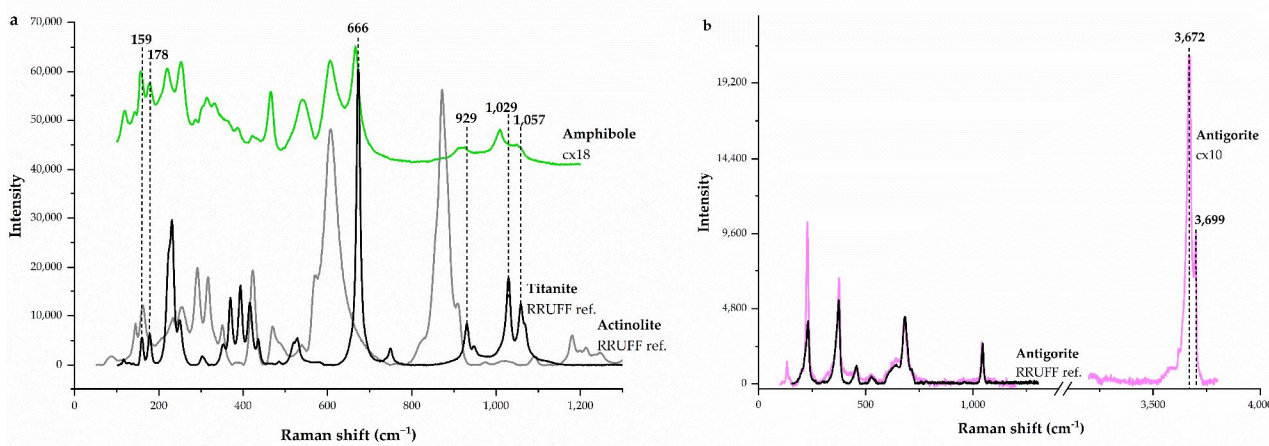 a
70,000
60,000
50,000
40,000
30,000
20,000
10,000
0
Intensity
0
200
400
600
800
1,000
1,200
Raman shift (cm⁻¹)
159
178
666
929
1,029
1,057
Amphibole
cx18
Titanite
RRUFF ref.
Actinolite
RRUFF ref.
b
19,200
14,400
9,600
4,800
0
Intensity
0
500
1,000
3,500
4,000
Raman shift (cm⁻¹)
3,672
3,699
Antigorite
cx10
Antigorite
RRUFF ref.